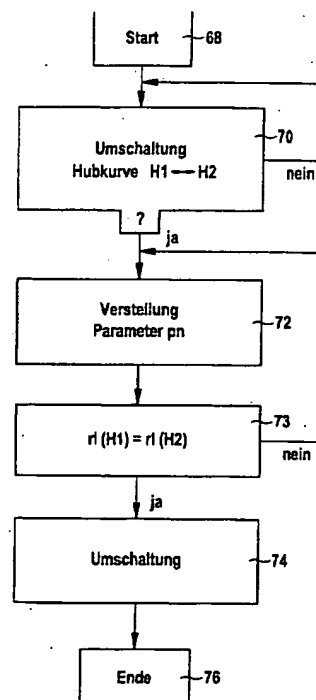 Start 68
Umschaltung 70
Hubkurve H1 ⟷ H2
nein
?
ja
Verstellung
Parameter pn 72
73
rl (H1) = rl (H2)
nein
ja
Umschaltung 74
Ende 76